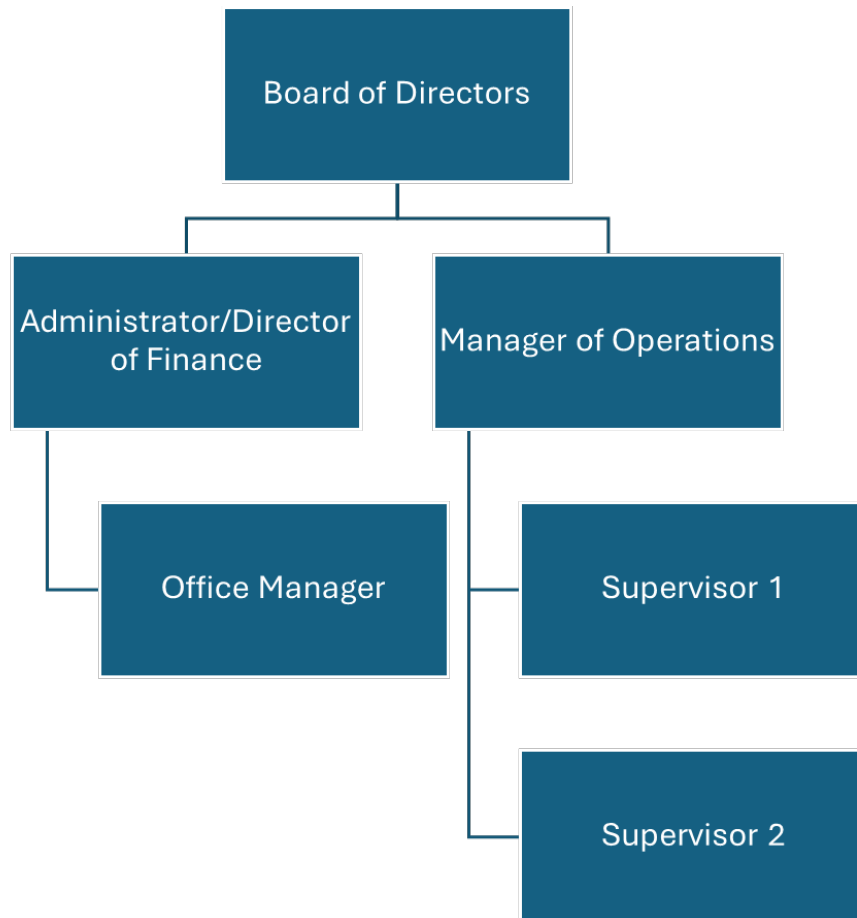 Board of Directors
Administrator/Director
of Finance
Manager of Operations
Office Manager
Supervisor 1
Supervisor 2